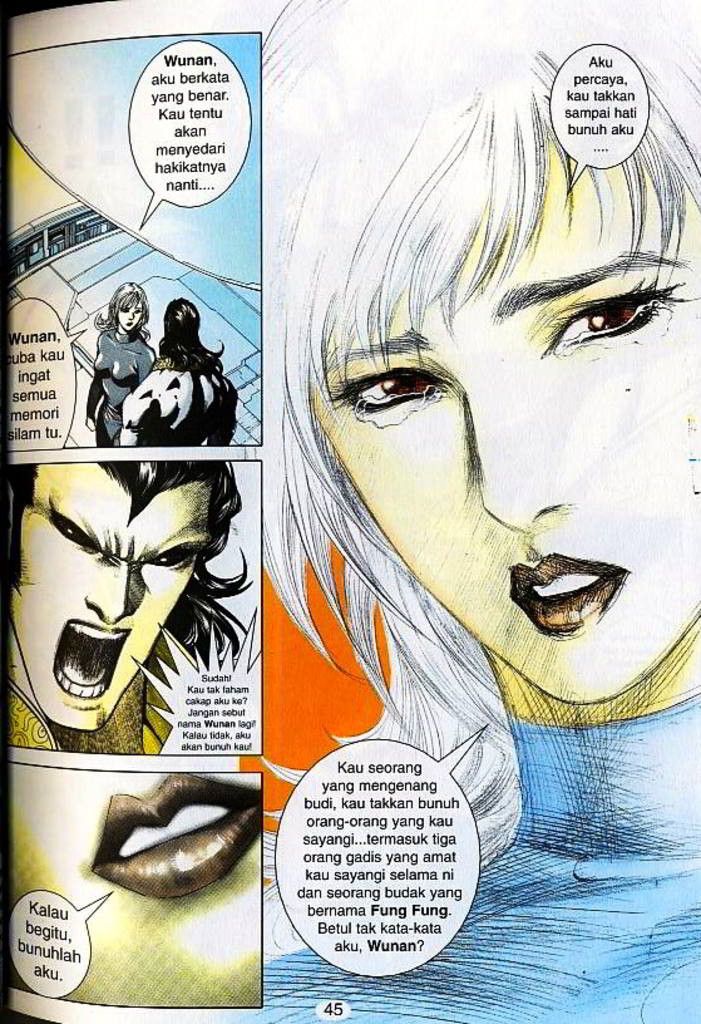 Wunan,
aku berkata
yang benar.
Kau tentu
akan
menyedari
hakikatnya
nanti....
Wunan,
cuba kau
ingat
semua
memori
silam tu.
Sudah!
Kau tak faham
cakap aku ke?
Jangan sebut
nama Wunan lagi!
Kalau tidak, aku
akan bunuh kau!
Kalau
begitu,
bunuhlah
aku.
Aku
percaya,
kau takkan
sampai hati
bunuh aku
....
Kau seorang
yang mengenang
budi, kau takkan bunuh
orang-orang yang kau
sayangi...termasuk tiga
orang gadis yang amat
kau sayangi selama ni
dan seorang budak yang
bernama Fung Fung.
Betul tak kata-kata
aku, Wunan?
45